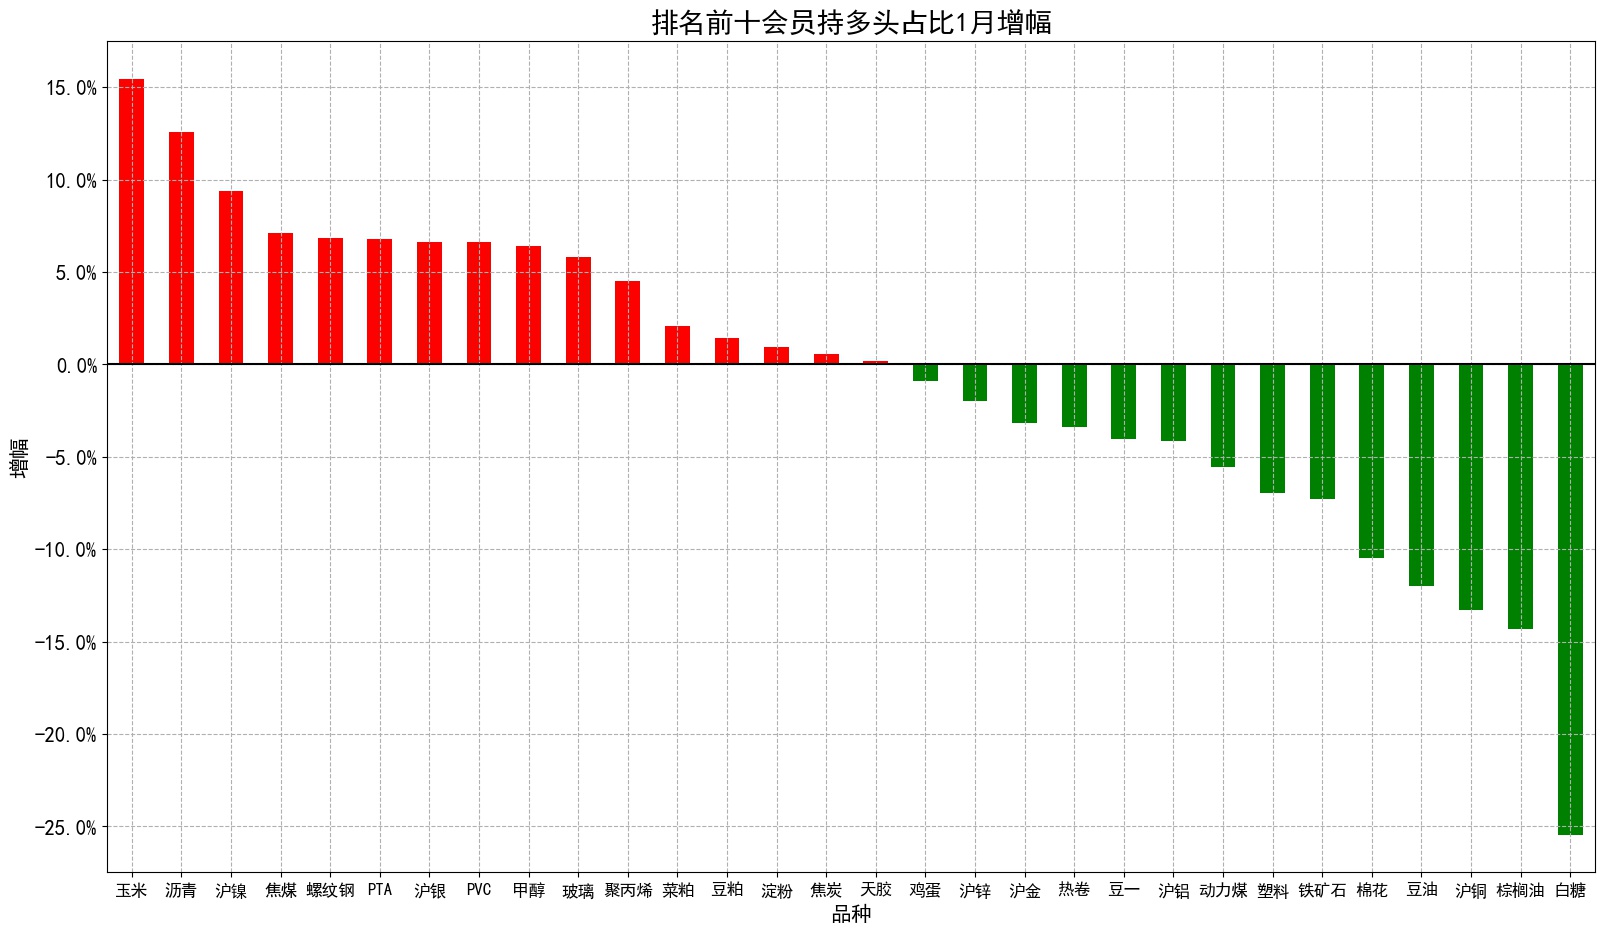 排名前十会员持多头占比1月增幅
15.0%
10.0%
5.0%
0.0%
−5.0%
−10.0%
−15.0%
−20.0%
−25.0%
增幅
玉米 沥青 沪镍 焦煤 螺纹钢 PTA 沪银 PVC 甲醇 玻璃 聚丙烯 菜粕 豆粕 淀粉 焦炭 天胶 鸡蛋 沪锌 沪金 热卷 豆一 沪铝 动力煤 塑料 铁矿石 棉花 豆油 沪铜 棕榈油 白糖
品种